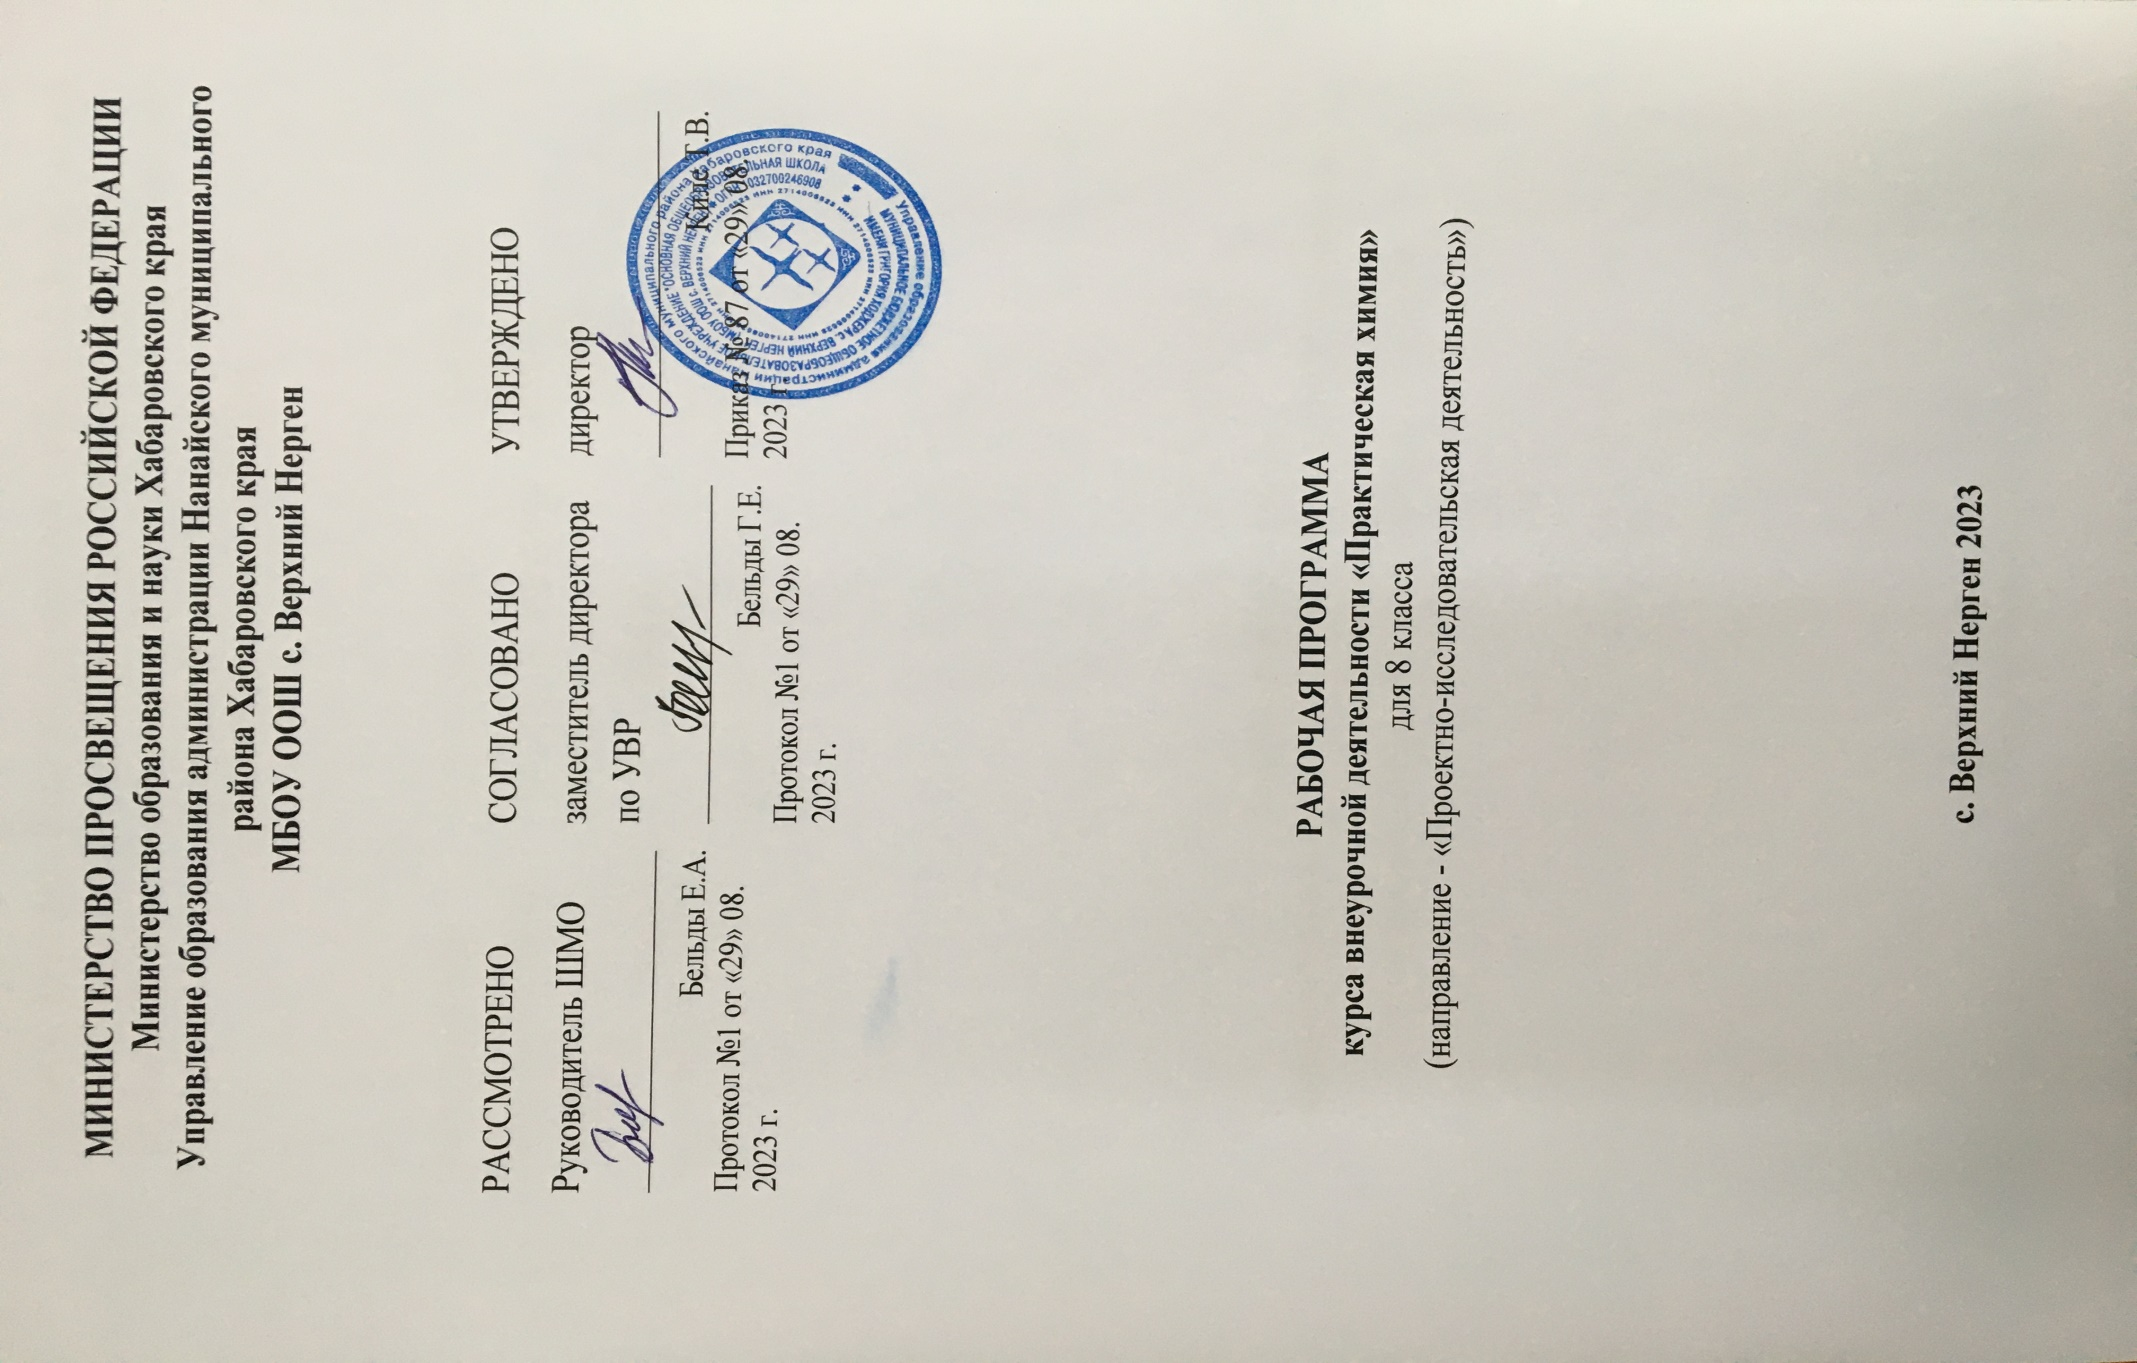 МИНИСТЕРСТВО ПРОСВЕЩЕНИЯ РОССИЙСКОЙ ФЕДЕРАЦИИ
Министерство образования и науки Хабаровского края
Управление образования администрации Нанайского муниципального
района Хабаровского края
МБОУ ООШ с. Верхний Нерген
РАССМОТРЕНО
Руководитель ШМО
Бельды Е.А.
Протокол №1 от «29» 08.
2023 г.
СОГЛАСОВАНО
заместитель директора
по УВР
Бельды Г.Е.
Протокол №1 от «29» 08.
2023 г.
УТВЕРЖДЕНО
директор
Киле Т.В.
Приказ №87 от «29» 08.
2023 г
РАБОЧАЯ ПРОГРАММА
курса внеурочной деятельности «Практическая химия»
для 8 класса
(направление - «Проектно-исследовательская деятельность»)
с. Верхний Нерген 2023